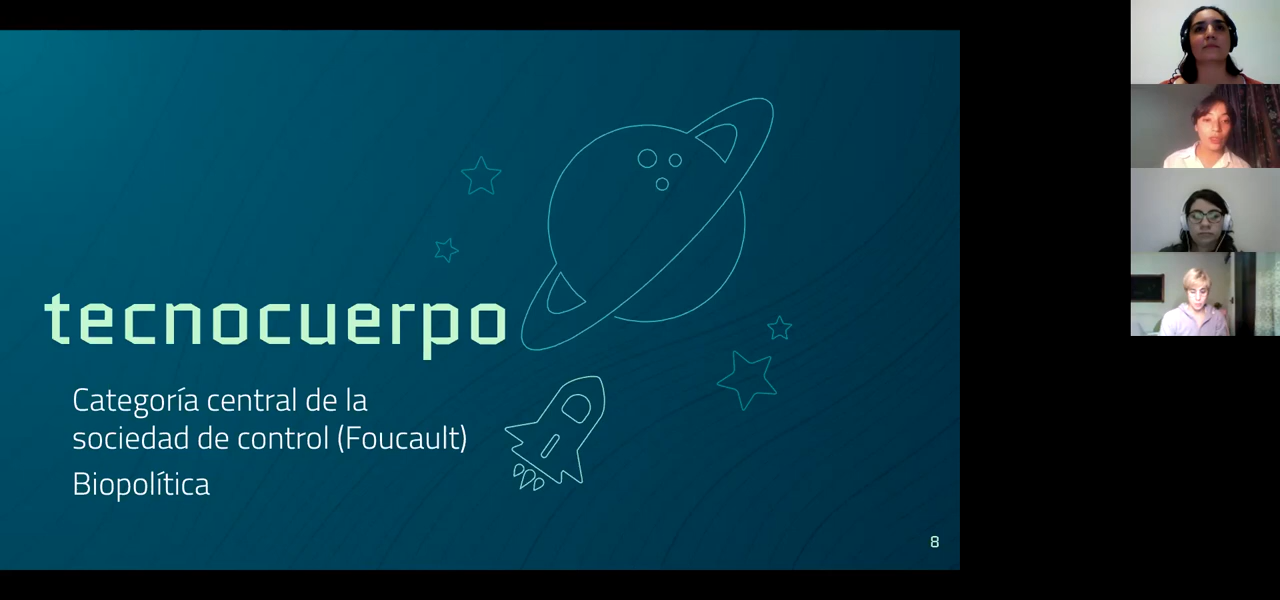 tecnocuerpo
Categoría central de la
sociedad de control (Foucault)
Biopolítica
8